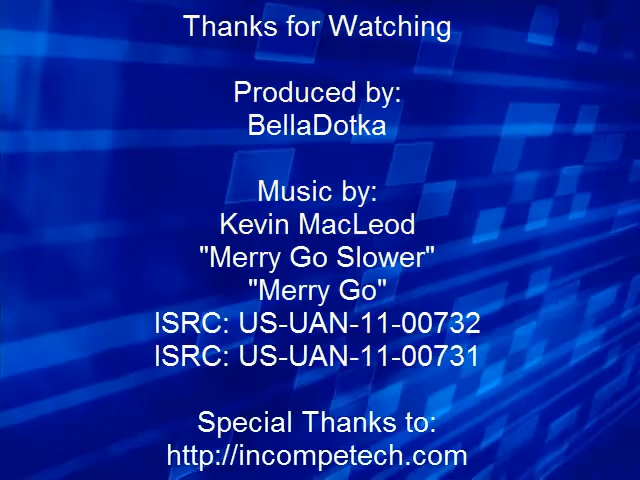 Thanks for Watching
Produced by:
BellaDotka
Music by:
Kevin MacLeod
"Merry Go Slower"
"Merry Go"
ISRC: US-UAN-11-00732
ISRC: US-UAN-11-00731
Special Thanks to:
http://incompetech.com